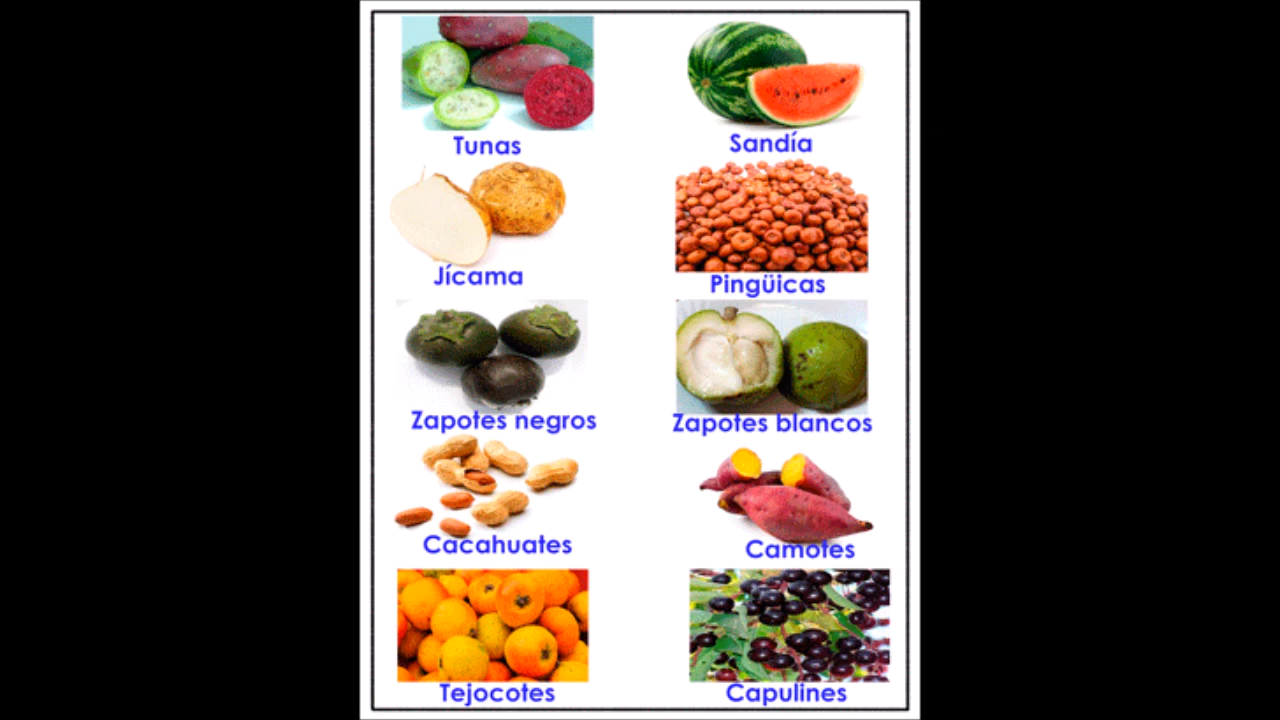 Tunas
Sandía
Jícama
Pingüicas
Zapotes negros
Zapotes blancos
Cacahuates
Camotes
Tejocotes
Capulines